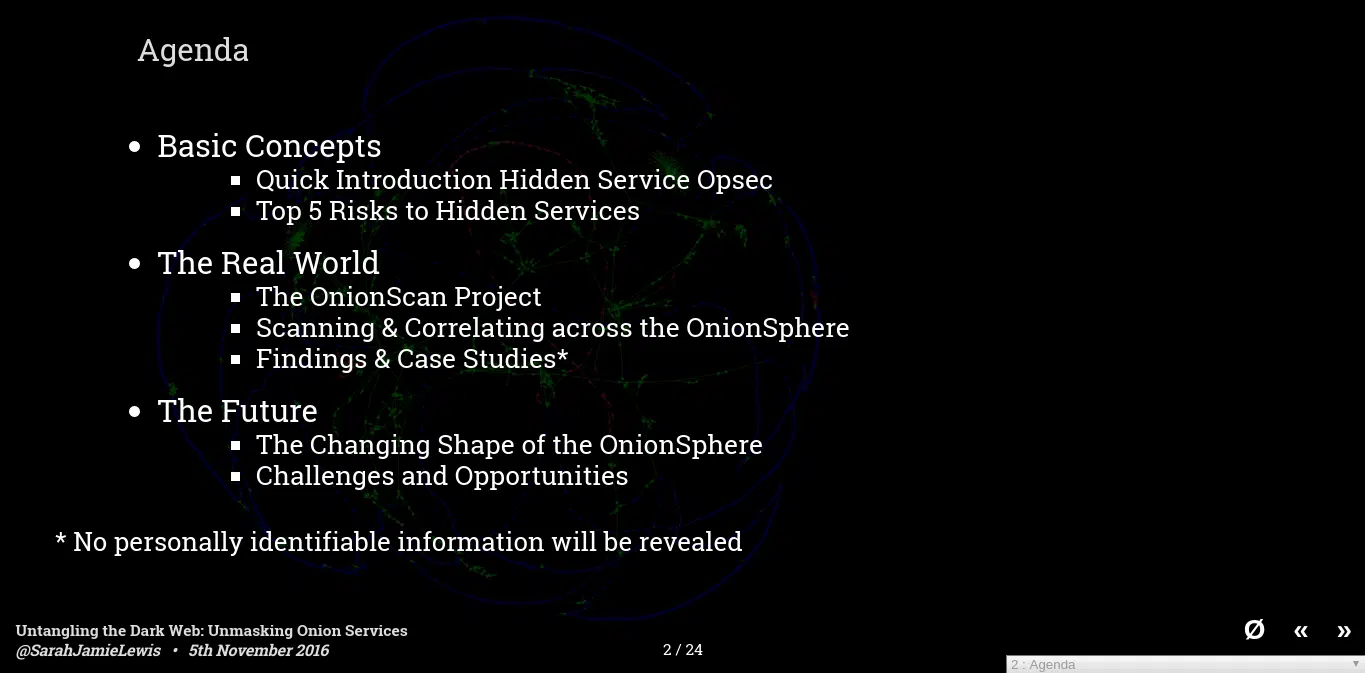 Agenda
Basic Concepts
Quick Introduction Hidden Service Opsec
Top 5 Risks to Hidden Services
The Real World
The OnionScan Project
Scanning & Correlating across the OnionSphere
Findings & Case Studies*
The Future
The Changing Shape of the OnionSphere
Challenges and Opportunities
* No personally identifiable information will be revealed
Untangling the Dark Web: Unmasking Onion Services
@SarahJamieLewis • 5th November 2016
2 / 24
Ø « »
2 : Agenda